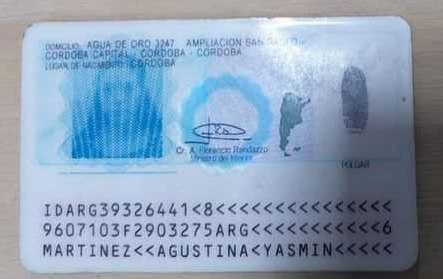 DOMICILIO: AGUA DE ORO 3247 AMPLIACION SAN PABLO -
CORDOBA CAPITAL - CORDOBA - CORDOBA
LUGAR DE NACIMIENTO: CORDOBA
Cr. A. Florencio Randazzo
Ministro del Interior
PULGAR
IDARG39326441<8<<<<<<<<<<<<<<<
9607103F2903275ARG<<<<<<<<<<<6
MARTINEZ<<AGUSTINA<YASMIN<<<<<